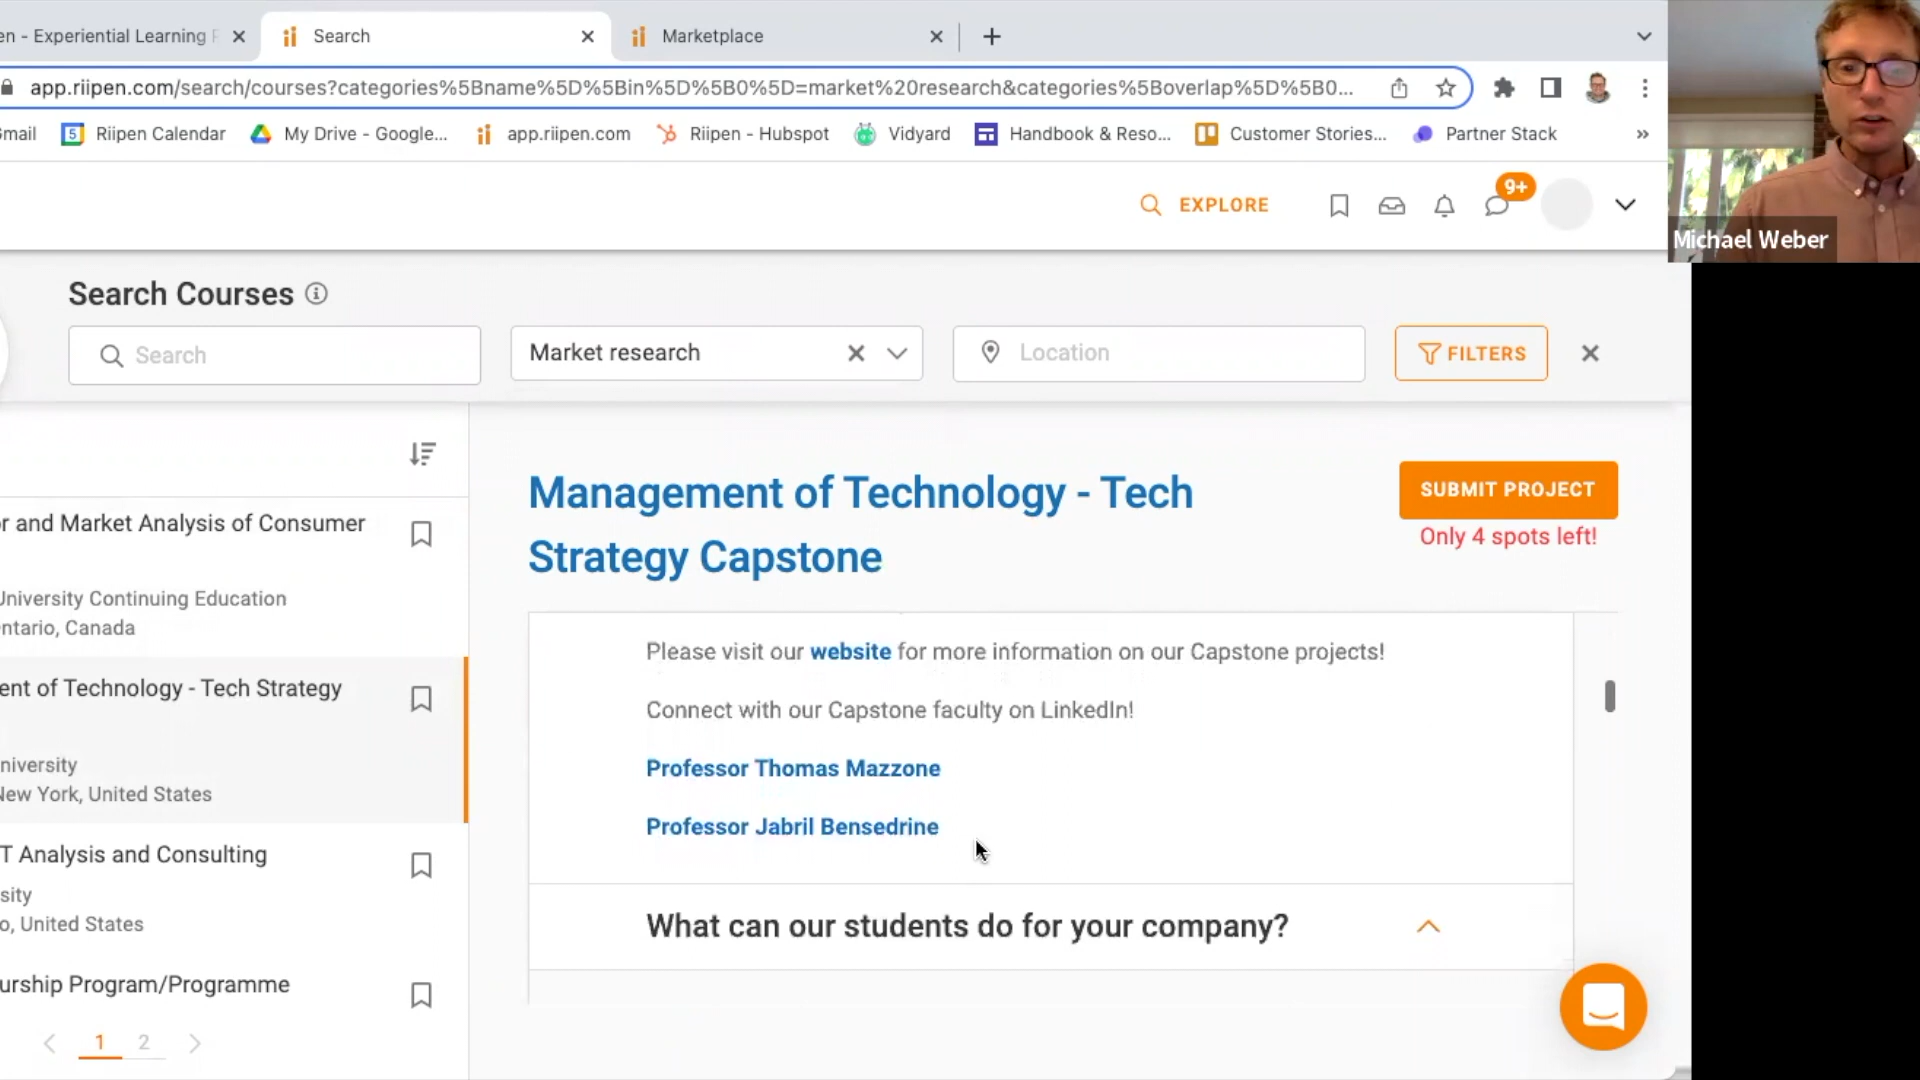 en - Experiential Learning
Search
Marketplace
app.riipen.com/search/courses?categories%5Bname%5D%5Bin%5D%5B0%5D=market%20research&categories%5Boverlap%5D%5B0...
Gmail
5
Riipen Calendar
My Drive - Google...
app.riipen.com
Riipen - Hubspot
Vidyard
Handbook & Reso...
Customer Stories...
Partner Stack
»
EXPLORE
9+
Michael Weber
Search Courses
Search
Market research
Location
FILTERS
or and Market Analysis of Consumer
University Continuing Education
ntario, Canada
ent of Technology - Tech Strategy
niversity
New York, United States
T Analysis and Consulting
sity
o, United States
urship Program/Programme
1 2
Management of Technology - Tech
Strategy Capstone
SUBMIT PROJECT
Only 4 spots left!
Please visit our website for more information on our Capstone projects!
Connect with our Capstone faculty on LinkedIn!
Professor Thomas Mazzone
Professor Jabril Bensedrine
What can our students do for your company?